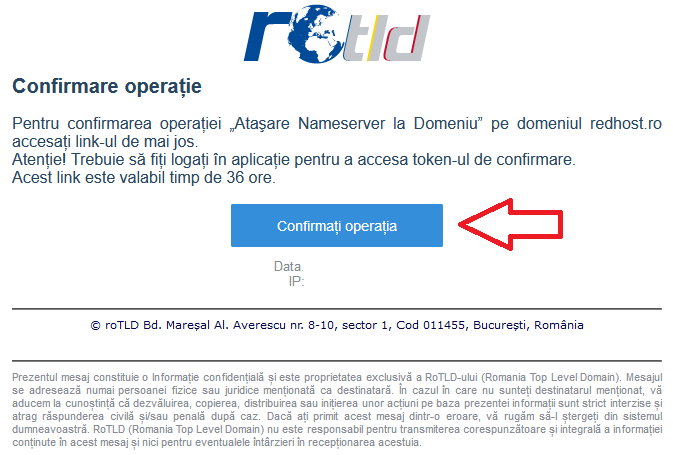 rotld
Confirmare operație
Pentru confirmarea operației „Atașare Nameserver la Domeniu” pe domeniul redhost.ro
accesați link-ul de mai jos.
Atenție! Trebuie să fiți logați în aplicație pentru a accesa token-ul de confirmare.
Acest link este valabil timp de 36 ore.
Confirmați operația
Data:
IP:
© roTLD Bd. Mareșal Al. Averescu nr. 8-10, sector 1, Cod 011455, București, România
Prezentul mesaj constituie o Informație confidențială și este proprietatea exclusivă a RoTLD-ului (Romania Top Level Domain). Mesajul
se adresează numai persoanei fizice sau juridice menționată ca destinatară. În cazul în care nu sunteți destinatarul menționat, vă
aducem la cunoștință că dezvăluirea, copierea, distribuirea sau inițierea unor acțiuni pe baza prezentei informații sunt strict interzise și
atrag răspunderea civilă și/sau penală după caz. Dacă ați primit acest mesaj dintr-o eroare, vă rugăm să-l ștergeți din sistemul
dumneavoastră. RoTLD (Romania Top Level Domain) nu este responsabil pentru transmiterea corespunzătoare și integrală a informației
conținute în acest mesaj și nici pentru eventualele întârzieri în recepționarea acestuia.